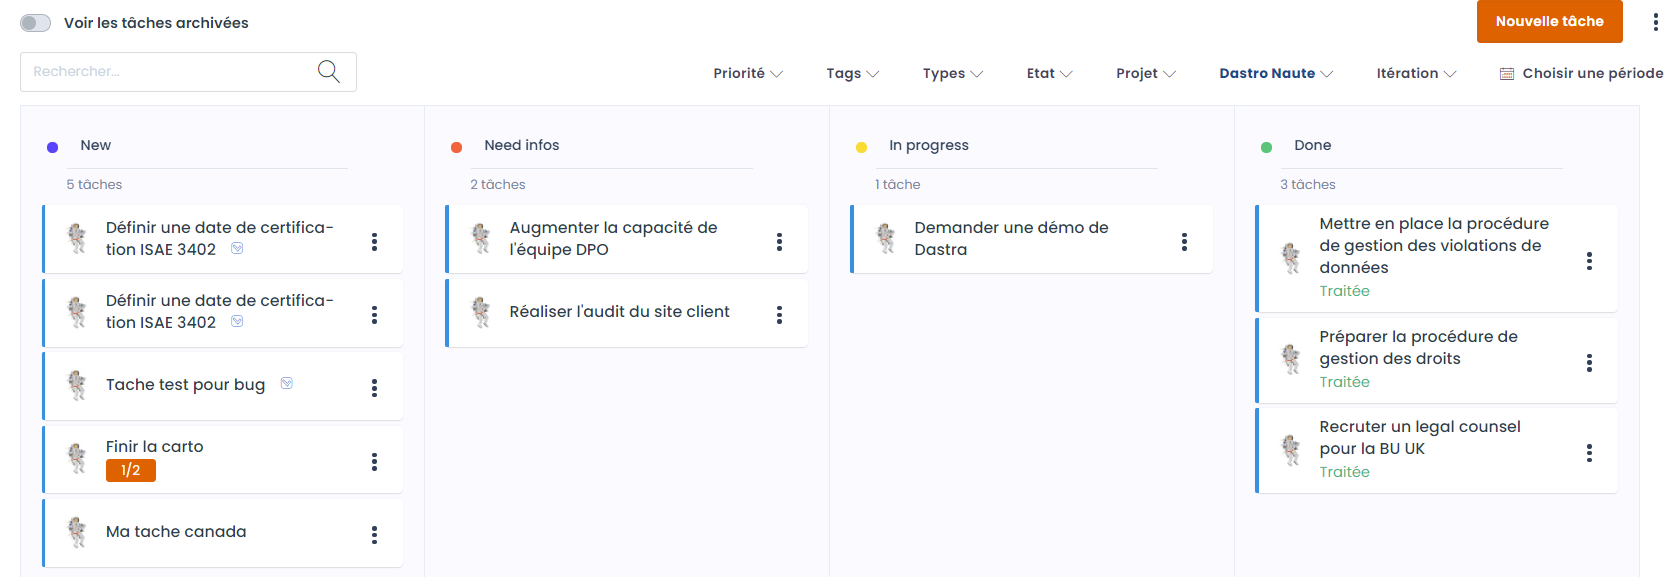 Voir les tâches archivées
Nouvelle tâche
Rechercher...
Priorité
Tags
Types
Etat
Projet
Dastro Naute
Itération
Choisir une période
New
5 tâches
Définir une date de certifica-
tion ISAE 3402
Définir une date de certifica-
tion ISAE 3402
Tache test pour bug
Finir la carto
1/2
Ma tache canada
Need infos
2 tâches
Augmenter la capacité de
l'équipe DPO
Réaliser l'audit du site client
In progress
1 tâche
Demander une démo de
Dastra
Done
3 tâches
Mettre en place la procédure
de gestion des violations de
données
Traitée
Préparer la procédure de
gestion des droits
Traitée
Recruter un legal counsel
pour la BU UK
Traitée